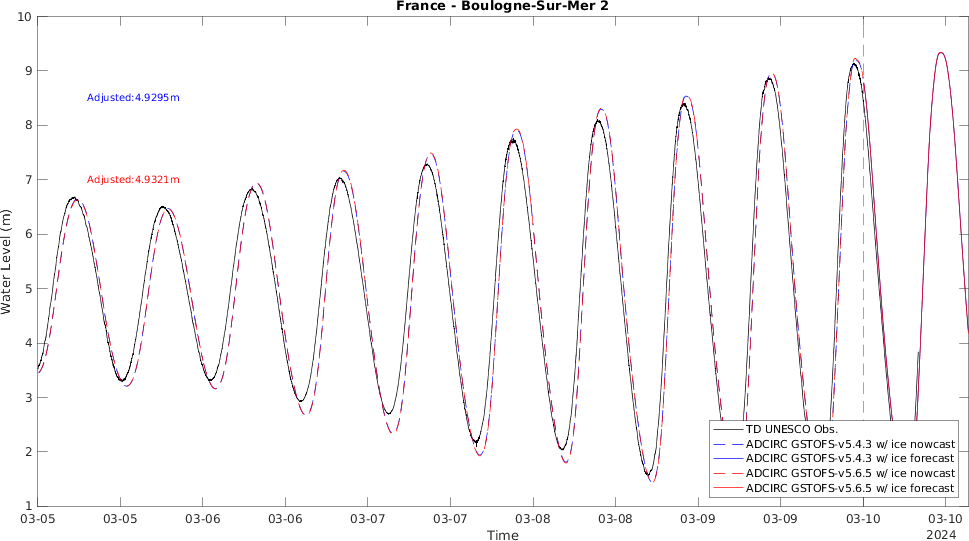 France - Boulogne-Sur-Mer 2
10
9
8
7
6
5
4
3
2
1
Water Level (m)
Adjusted:4.9295m
Adjusted:4.9321m
TD UNESCO Obs.
ADCIRC GSTOFS-v5.4.3 w/ ice nowcast
ADCIRC GSTOFS-v5.4.3 w/ ice forecast
ADCIRC GSTOFS-v5.6.5 w/ ice nowcast
ADCIRC GSTOFS-v5.6.5 w/ ice forecast
03-05 03-05 03-06 03-06 03-07 03-07 03-08 03-08 03-09 03-09 03-10 03-10
2024
Time